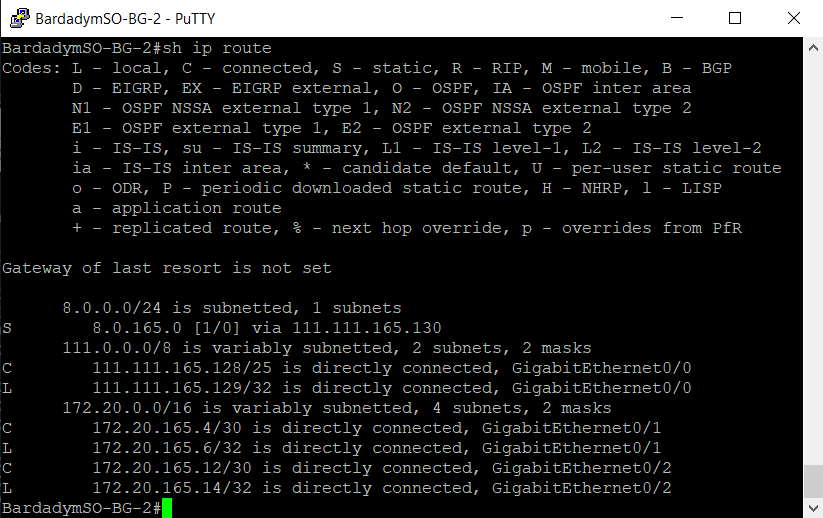 BardadymSO-BG-2 - PuTTY
BardadymSO-BG-2#sh ip route
Codes: L - local, C - connected, S - static, R - RIP, M - mobile, B - BGP
       D - EIGRP, EX - EIGRP external, O - OSPF, IA - OSPF inter area
       N1 - OSPF NSSA external type 1, N2 - OSPF NSSA external type 2
       E1 - OSPF external type 1, E2 - OSPF external type 2
       i - IS-IS, su - IS-IS summary, L1 - IS-IS level-1, L2 - IS-IS level-2
       ia - IS-IS inter area, * - candidate default, U - per-user static route
       o - ODR, P - periodic downloaded static route, H - NHRP, l - LISP
       a - application route
       + - replicated route, % - next hop override, p - overrides from PfR
Gateway of last resort is not set
      8.0.0.0/24 is subnetted, 1 subnets
S        8.0.165.0 [1/0] via 111.111.165.130
      111.0.0.0/8 is variably subnetted, 2 subnets, 2 masks
C        111.111.165.128/25 is directly connected, GigabitEthernet0/0
L        111.111.165.129/32 is directly connected, GigabitEthernet0/0
      172.20.0.0/16 is variably subnetted, 4 subnets, 2 masks
C        172.20.165.4/30 is directly connected, GigabitEthernet0/1
L        172.20.165.6/32 is directly connected, GigabitEthernet0/1
C        172.20.165.12/30 is directly connected, GigabitEthernet0/2
L        172.20.165.14/32 is directly connected, GigabitEthernet0/2
BardadymSO-BG-2#